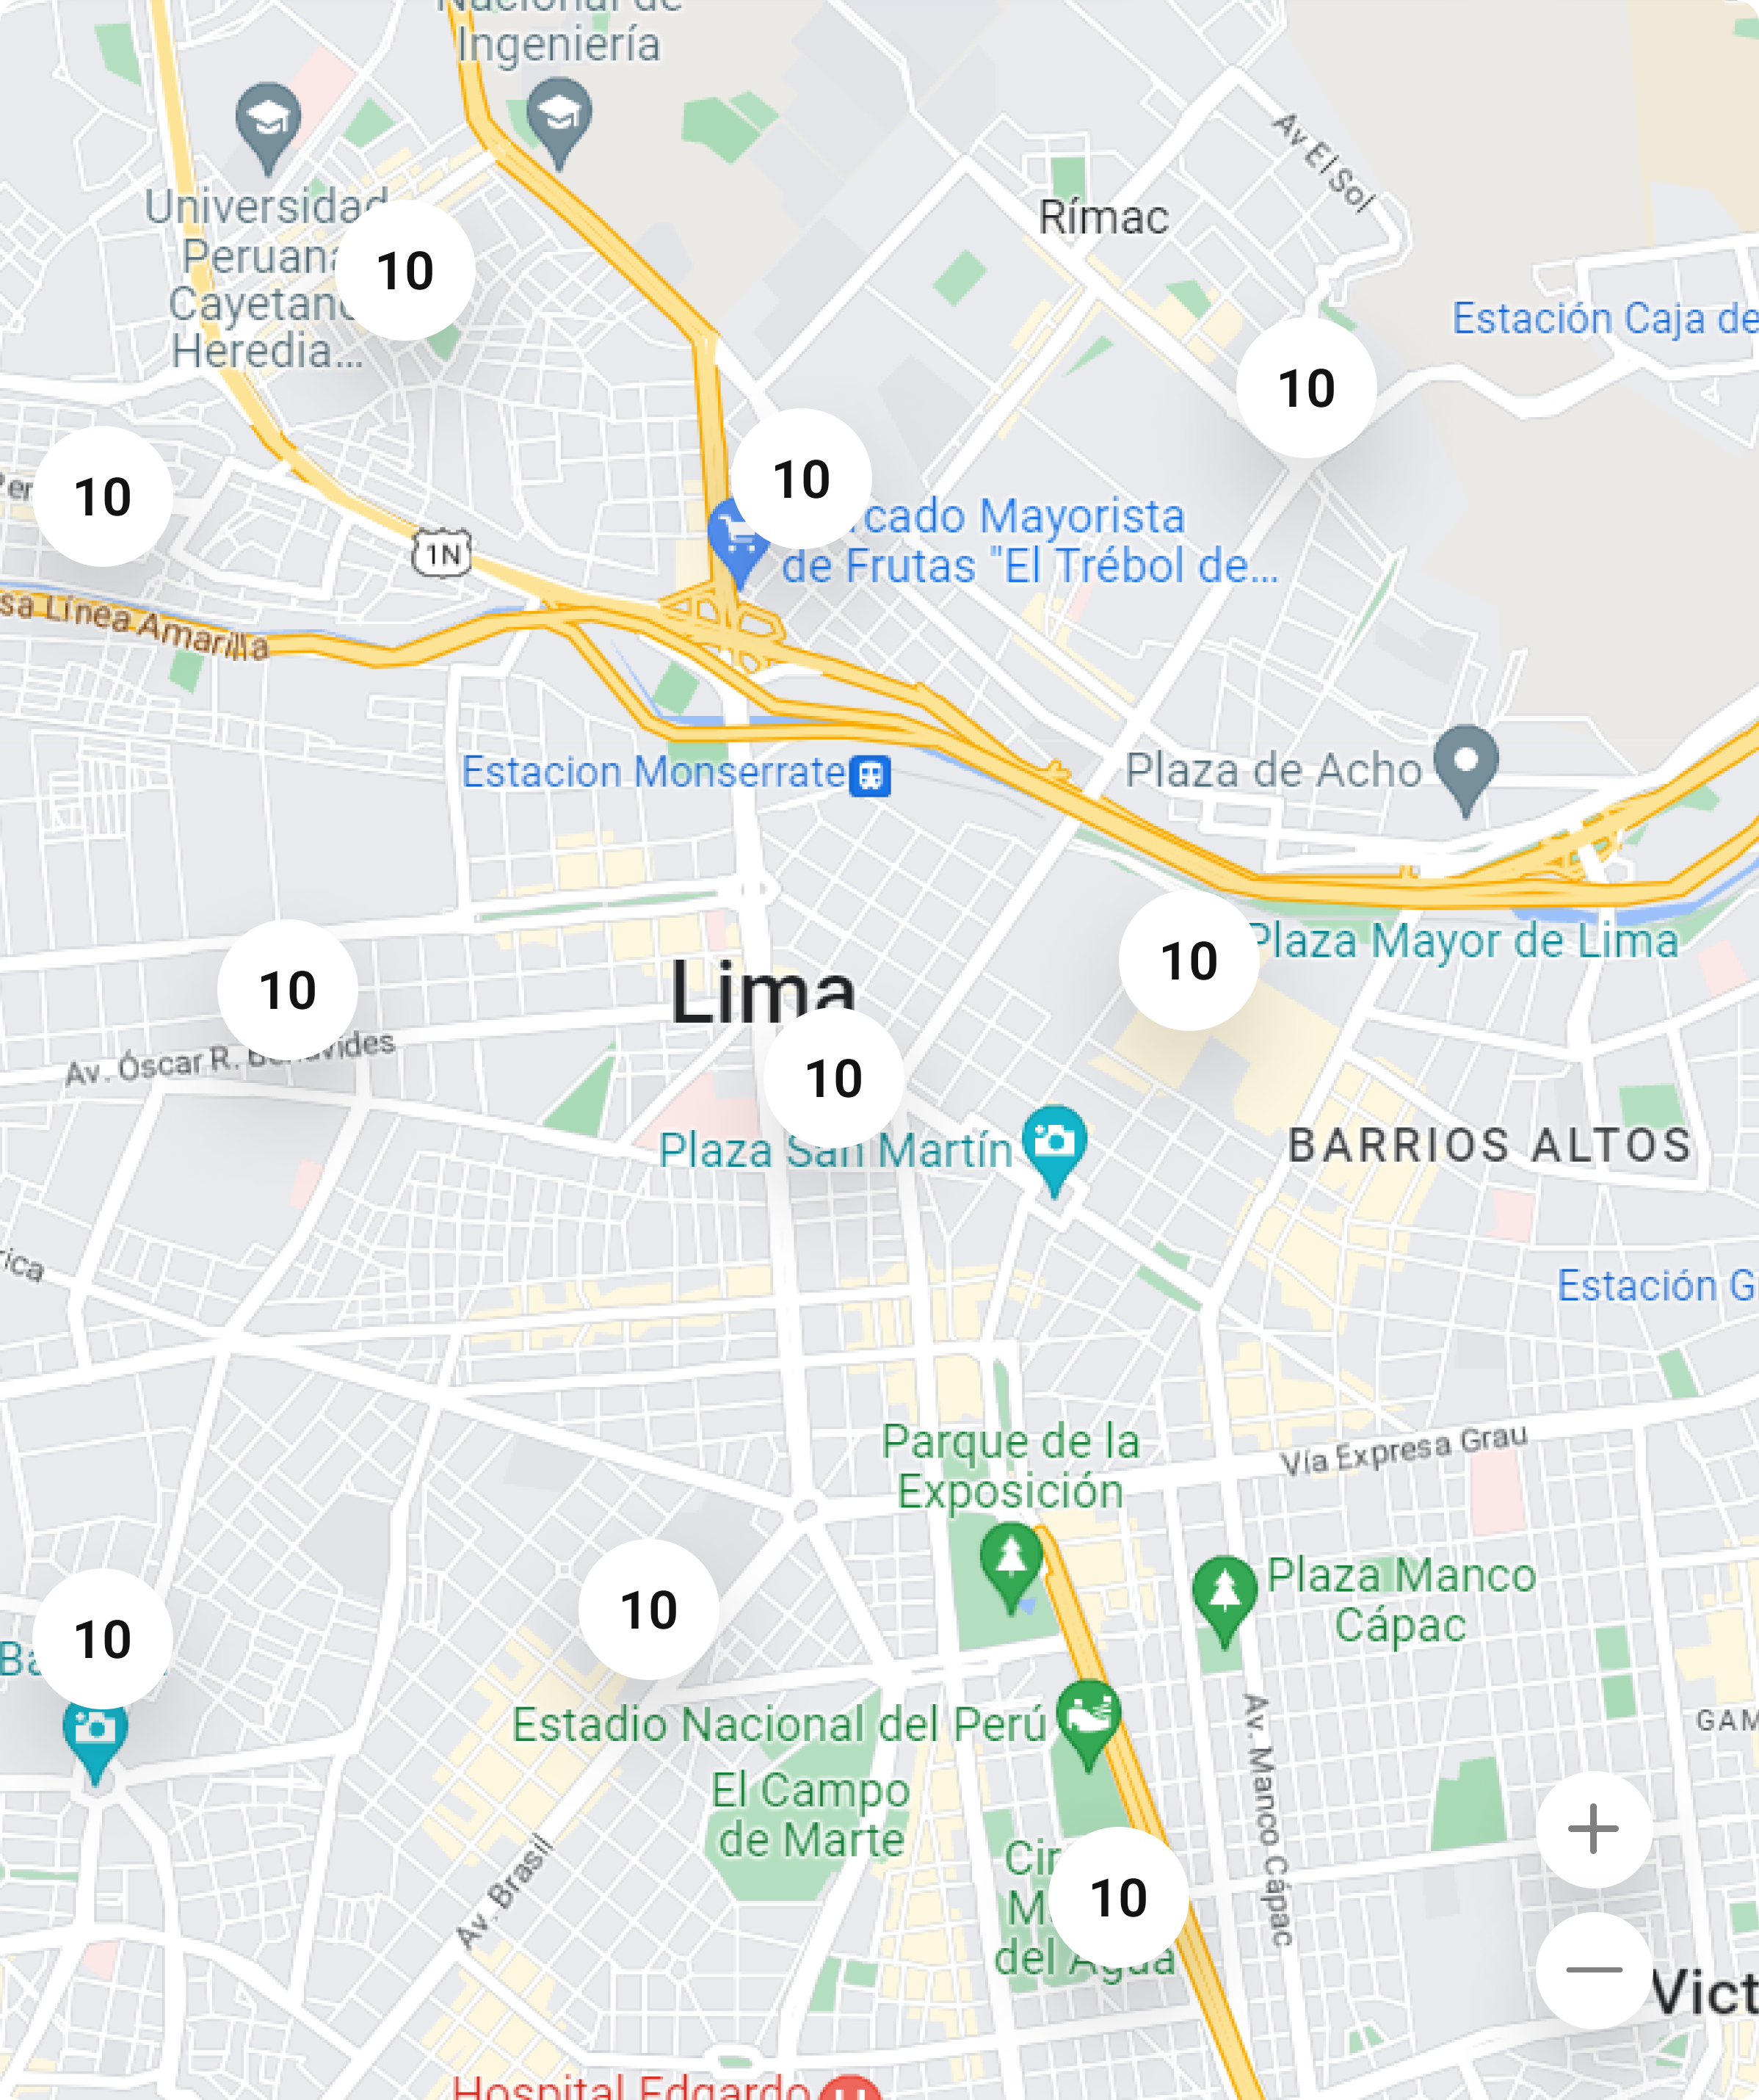 Nacional de
Ingeniería
Universidad
Cayetano
Heredia...
10
Rímac
Av El Sol
Estación Caja de
10
10
10
cado Mayorista
de Frutas "El Trébol de...
1N
sa Línea Amarilla
Estacion Monserrate
Plaza de Acho
10
Plaza Mayor de Lima
10
Av. Óscar R. Benavides
Lima
10
Plaza San Martín
BARRIOS ALTOS
Estación G
Parque de la
Exposición
Vía Expresa Grau
Plaza Manco
Cápac
10
10
Estadio Nacional del Perú
El Campo
de Marte
Av. Brasil
Av. Manco Cápac
GAM
10
del Agua
Vict
Hospital Edgardo